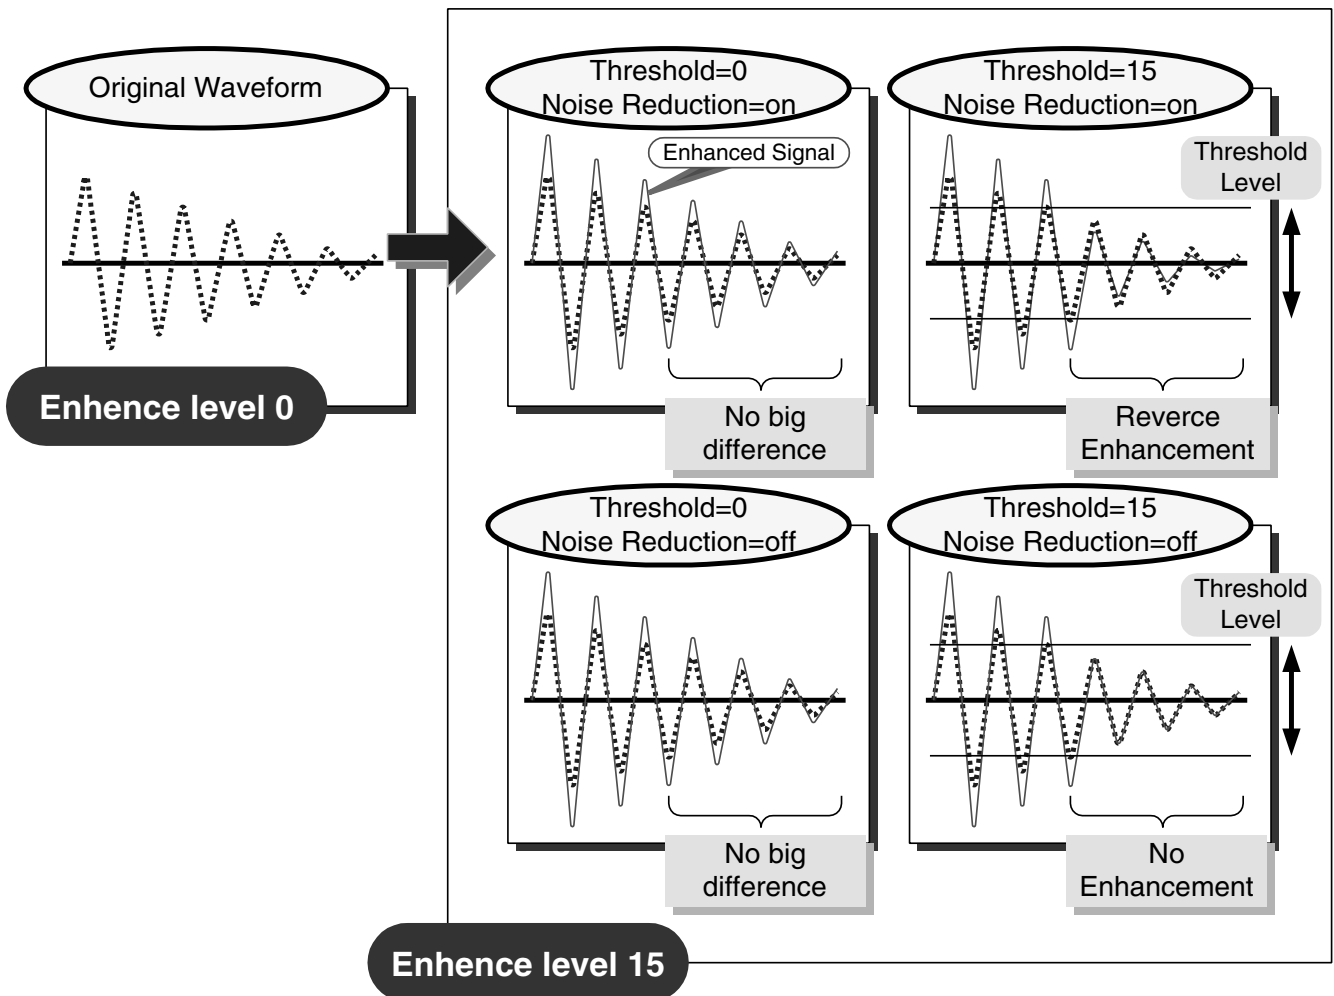 Original Waveform
Enhence level 0
Threshold=0
Noise Reduction=on
Enhanced Signal
No big
difference
Threshold=15
Noise Reduction=on
Threshold
Level
Reverce
Enhancement
Threshold=0
Noise Reduction=off
No big
difference
Threshold=15
Noise Reduction=off
Threshold
Level
No
Enhancement
Enhence level 15